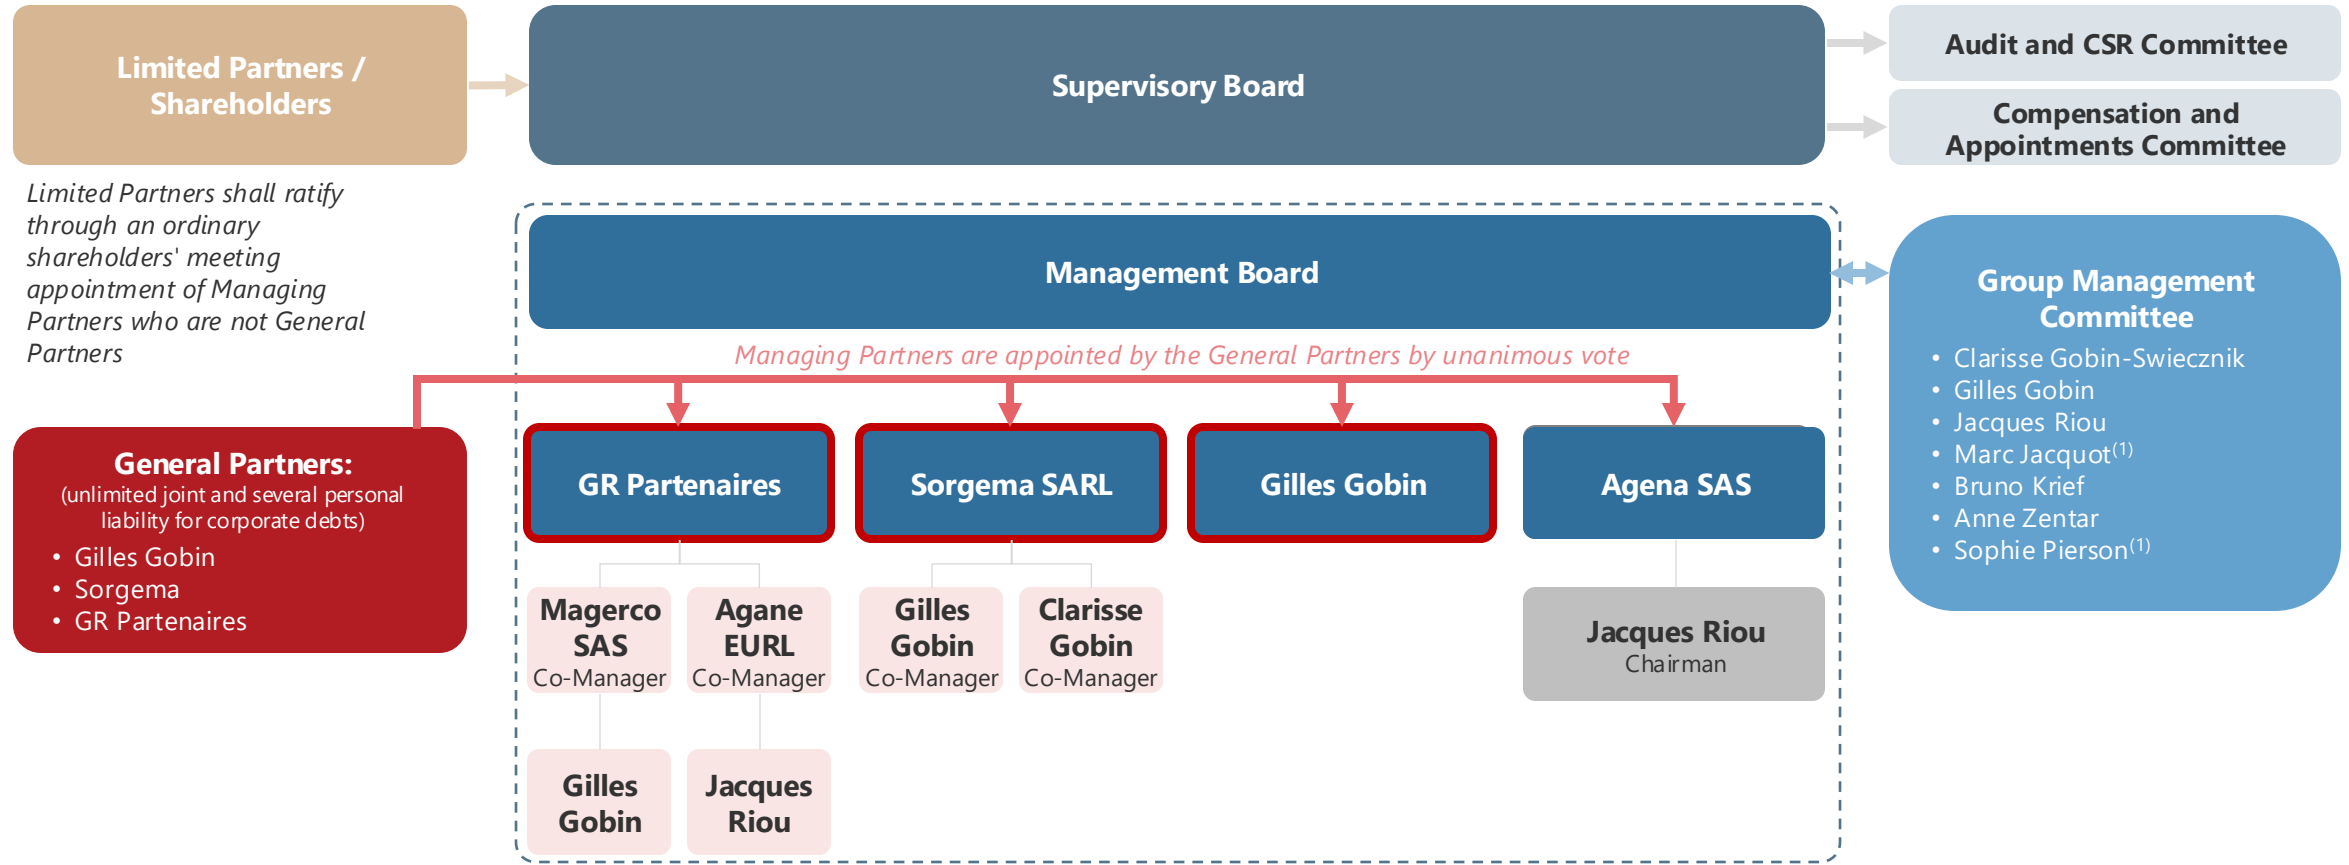 Limited Partners /
Shareholders
Supervisory Board
Audit and CSR Committee
Compensation and
Appointments Committee
Limited Partners shall ratify
through an ordinary
shareholders' meeting
appointment of Managing
Partners who are not General
Partners
Management Board
Managing Partners are appointed by the General Partners by unanimous vote
Group Management
Committee
• Clarisse Gobin-Swiecznik
• Gilles Gobin
• Jacques Riou
• Marc Jacquot(1)
• Bruno Krief
• Anne Zentar
• Sophie Pierson(1)
General Partners:
(unlimited joint and several personal
liability for corporate debts)
• Gilles Gobin
• Sorgema
• GR Partenaires
GR Partenaires
Sorgema SARL
Gilles Gobin
Agena SAS
Magerco
SAS
Co-Manager
Agane
EURL
Co-Manager
Gilles
Gobin
Co-Manager
Clarisse
Gobin
Co-Manager
Jacques Riou
Chairman
Gilles
Gobin
Jacques
Riou